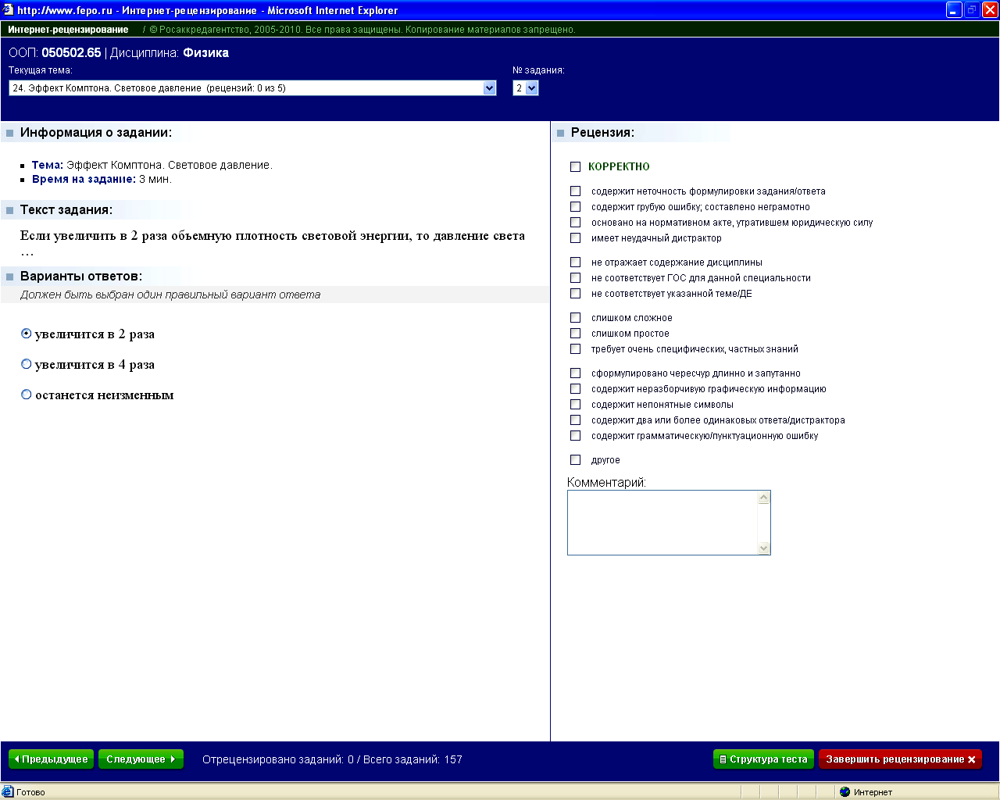 http://www.fepo.ru - Интернет-рецензирование - Microsoft Internet Explorer
Интернет-рецензирование / © Росаккредагентство, 2005-2010. Все права защищены. Копирование материалов запрещено.
ООП: 050502.65 | Дисциплина: Физика
Текущая тема: № задания:
24. Эффект Комптона. Световое давление (рецензий: 0 из 5) 2
Информация о задании:
Тема: Эффект Комптона. Световое давление.
Время на задание: 3 мин.
Текст задания:
Если увеличить в 2 раза объемную плотность световой энергии, то давление света
…
Варианты ответов:
Должен быть выбран один правильный вариант ответа
увеличится в 2 раза
увеличится в 4 раза
останется неизменным
Рецензия:
КОРРЕКТНО
содержит неточность формулировки задания/ответа
содержит грубую ошибку; составлено неграмотно
основано на нормативном акте, утратившем юридическую силу
имеет неудачный дистрактор
не отражает содержание дисциплины
не соответствует ГОС для данной специальности
не соответствует указанной теме/ДЕ
слишком сложное
слишком простое
требует очень специфических, частных знаний
сформулировано чересчур длинно и запутанно
содержит неразборчивую графическую информацию
содержит непонятные символы
содержит два или более одинаковых ответа/дистрактора
содержит грамматическую/пунктуационную ошибку
другое
Комментарий:
Предыдущее Следующее Отрецензировано заданий: 0 / Всего заданий: 157 Структура теста Завершить рецензирование
Готово Интернет